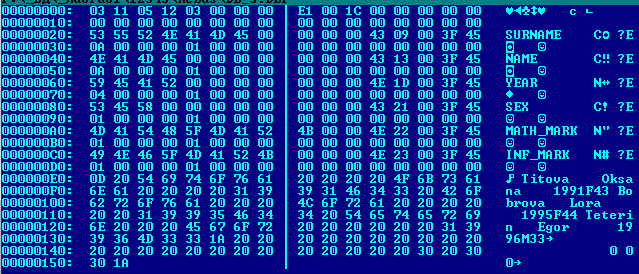 00000000: 03 11 05 12 03 00 00 00 │ E1 00 1C 00 00 00 00 00 ♥◄♣↕♥ с ∟
00000010: 00 00 00 00 00 00 00 00 │ 00 00 00 00 00 00 00 00
00000020: 53 55 52 4E 41 4D 45 00 │ 00 00 00 43 09 00 3F 45 SURNAME C○ ?E
00000030: 0A 00 00 00 01 00 00 00 │ 00 00 00 00 00 00 00 00 ◙ ☺
00000040: 4E 41 4D 45 00 00 00 00 │ 00 00 00 43 13 00 3F 45 NAME C‼ ?E
00000050: 0A 00 00 00 01 00 00 00 │ 00 00 00 00 00 00 00 00 ◙ ☺
00000060: 59 45 41 52 00 00 00 00 │ 00 00 00 4E 1D 00 3F 45 YEAR N↔ ?E
00000070: 04 00 00 00 01 00 00 00 │ 00 00 00 00 00 00 00 00 ♦ ☺
00000080: 53 45 58 00 00 00 00 00 │ 00 00 00 43 21 00 3F 45 SEX C! ?E
00000090: 01 00 00 00 01 00 00 00 │ 00 00 00 00 00 00 00 00 ☺ ☺
000000A0: 4D 41 54 48 5F 4D 41 52 │ 4B 00 00 4E 22 00 3F 45 MATH_MARK N" ?E
000000B0: 01 00 00 00 01 00 00 00 │ 00 00 00 00 00 00 00 00 ☺ ☺
000000C0: 49 4E 46 5F 4D 41 52 4B │ 00 00 00 4E 23 00 3F 45 INF_MARK N# ?E
000000D0: 01 00 00 00 01 00 00 00 │ 00 00 00 00 00 00 00 00 ☺ ☺
000000E0: 0D 20 54 69 74 6F 76 61 │ 20 20 20 20 4F 6B 73 61 ♪ Titova Oksa
000000F0: 6E 61 20 20 20 20 31 39 │ 39 31 46 34 33 20 42 6F na 1991F43 Bo
00000100: 62 72 6F 76 61 20 20 20 │ 4C 6F 72 61 20 20 20 20 brova Lora
00000110: 20 20 31 39 39 35 46 34 │ 34 20 54 65 74 65 72 69 1995F44 Teteri
00000120: 6E 20 20 20 45 67 6F 72 │ 20 20 20 20 20 20 31 39 n Egor 19
00000130: 39 36 4D 33 33 1A 20 20 │ 20 20 20 20 20 20 20 20 96M33→
00000140: 20 20 20 20 20 20 20 20 │ 20 20 20 20 20 30 20 30 0 0
00000150: 30 1A 0→